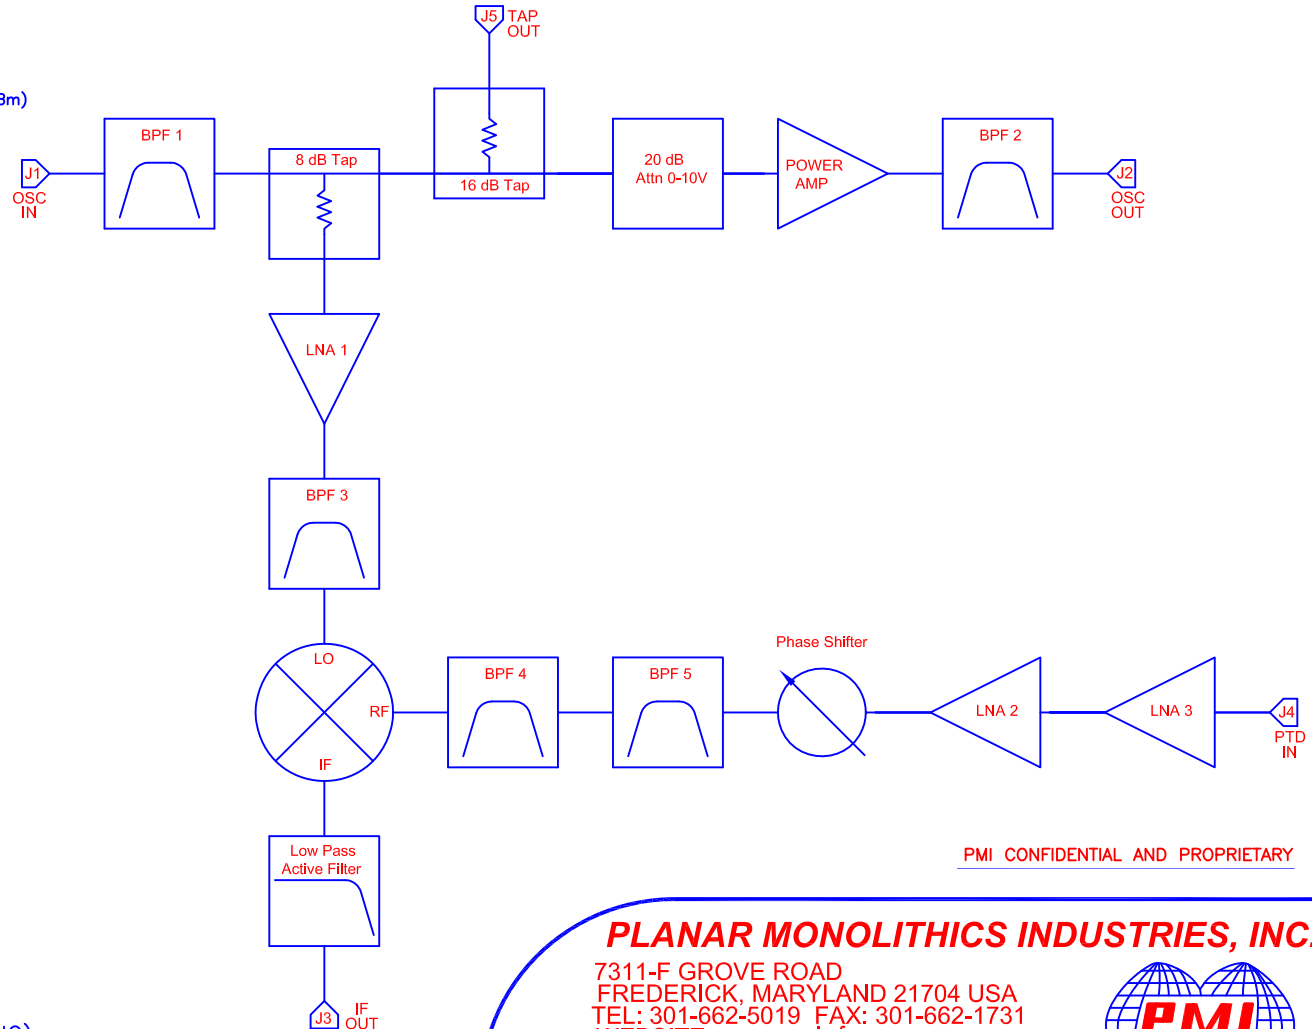 J5 TAP
OUT
BPF 1
J1
OSC
IN
8 dB Tap
16 dB Tap
20 dB
Attn 0-10V
POWER
AMP
BPF 2
J2
OSC
OUT
LNA 1
BPF 3
LO
RF
IF
BPF 4
BPF 5
Phase Shifter
LNA 2
LNA 3
J4
PTD
IN
Low Pass
Active Filter
J3
IF
OUT
PMI CONFIDENTIAL AND PROPRIETARY
PLANAR MONOLITHICS INDUSTRIES, INC.
7311-F GROVE ROAD
FREDERICK, MARYLAND 21704 USA
TEL: 301-662-5019 FAX: 301-662-1731
PMI